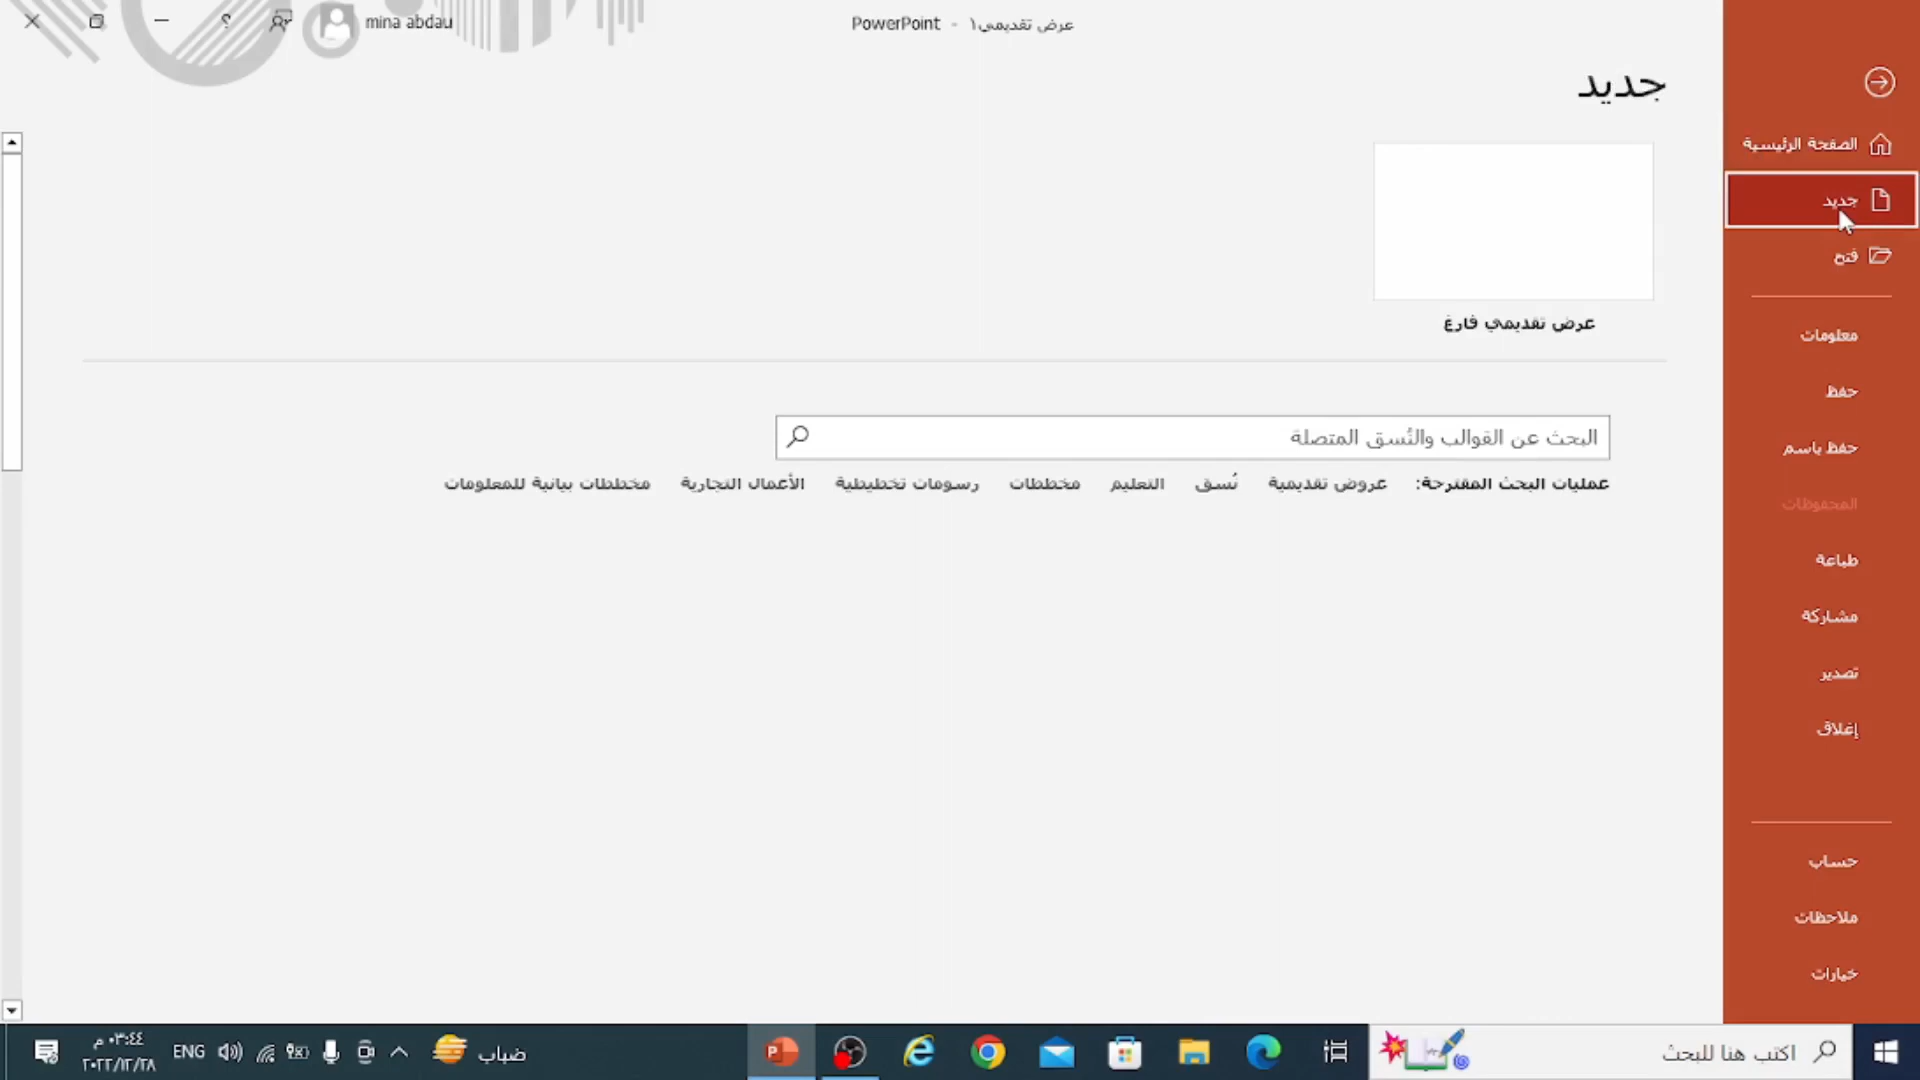 عرض تقديمي١ - PowerPoint
mina abdau
جديد
الصفحة الرئيسية
جديد
فتح
معلومات
حفظ
حفظ باسم
المحفوظات
طباعة
مشاركة
تصدير
إغلاق
حساب
ملاحظات
خيارات
عرض تقديمي فارغ
البحث عن القوالب والنُسق المتصلة
عمليات البحث المقترحة: عروض تقديمية نُسق التعليم مخططات رسومات تخطيطية الأعمال التجارية مخططات بيانية للمعلومات
اكتب هنا للبحث
ضباب
ENG
٠٣:٤٤ م
٢٠٢٢/١٢/٢٨